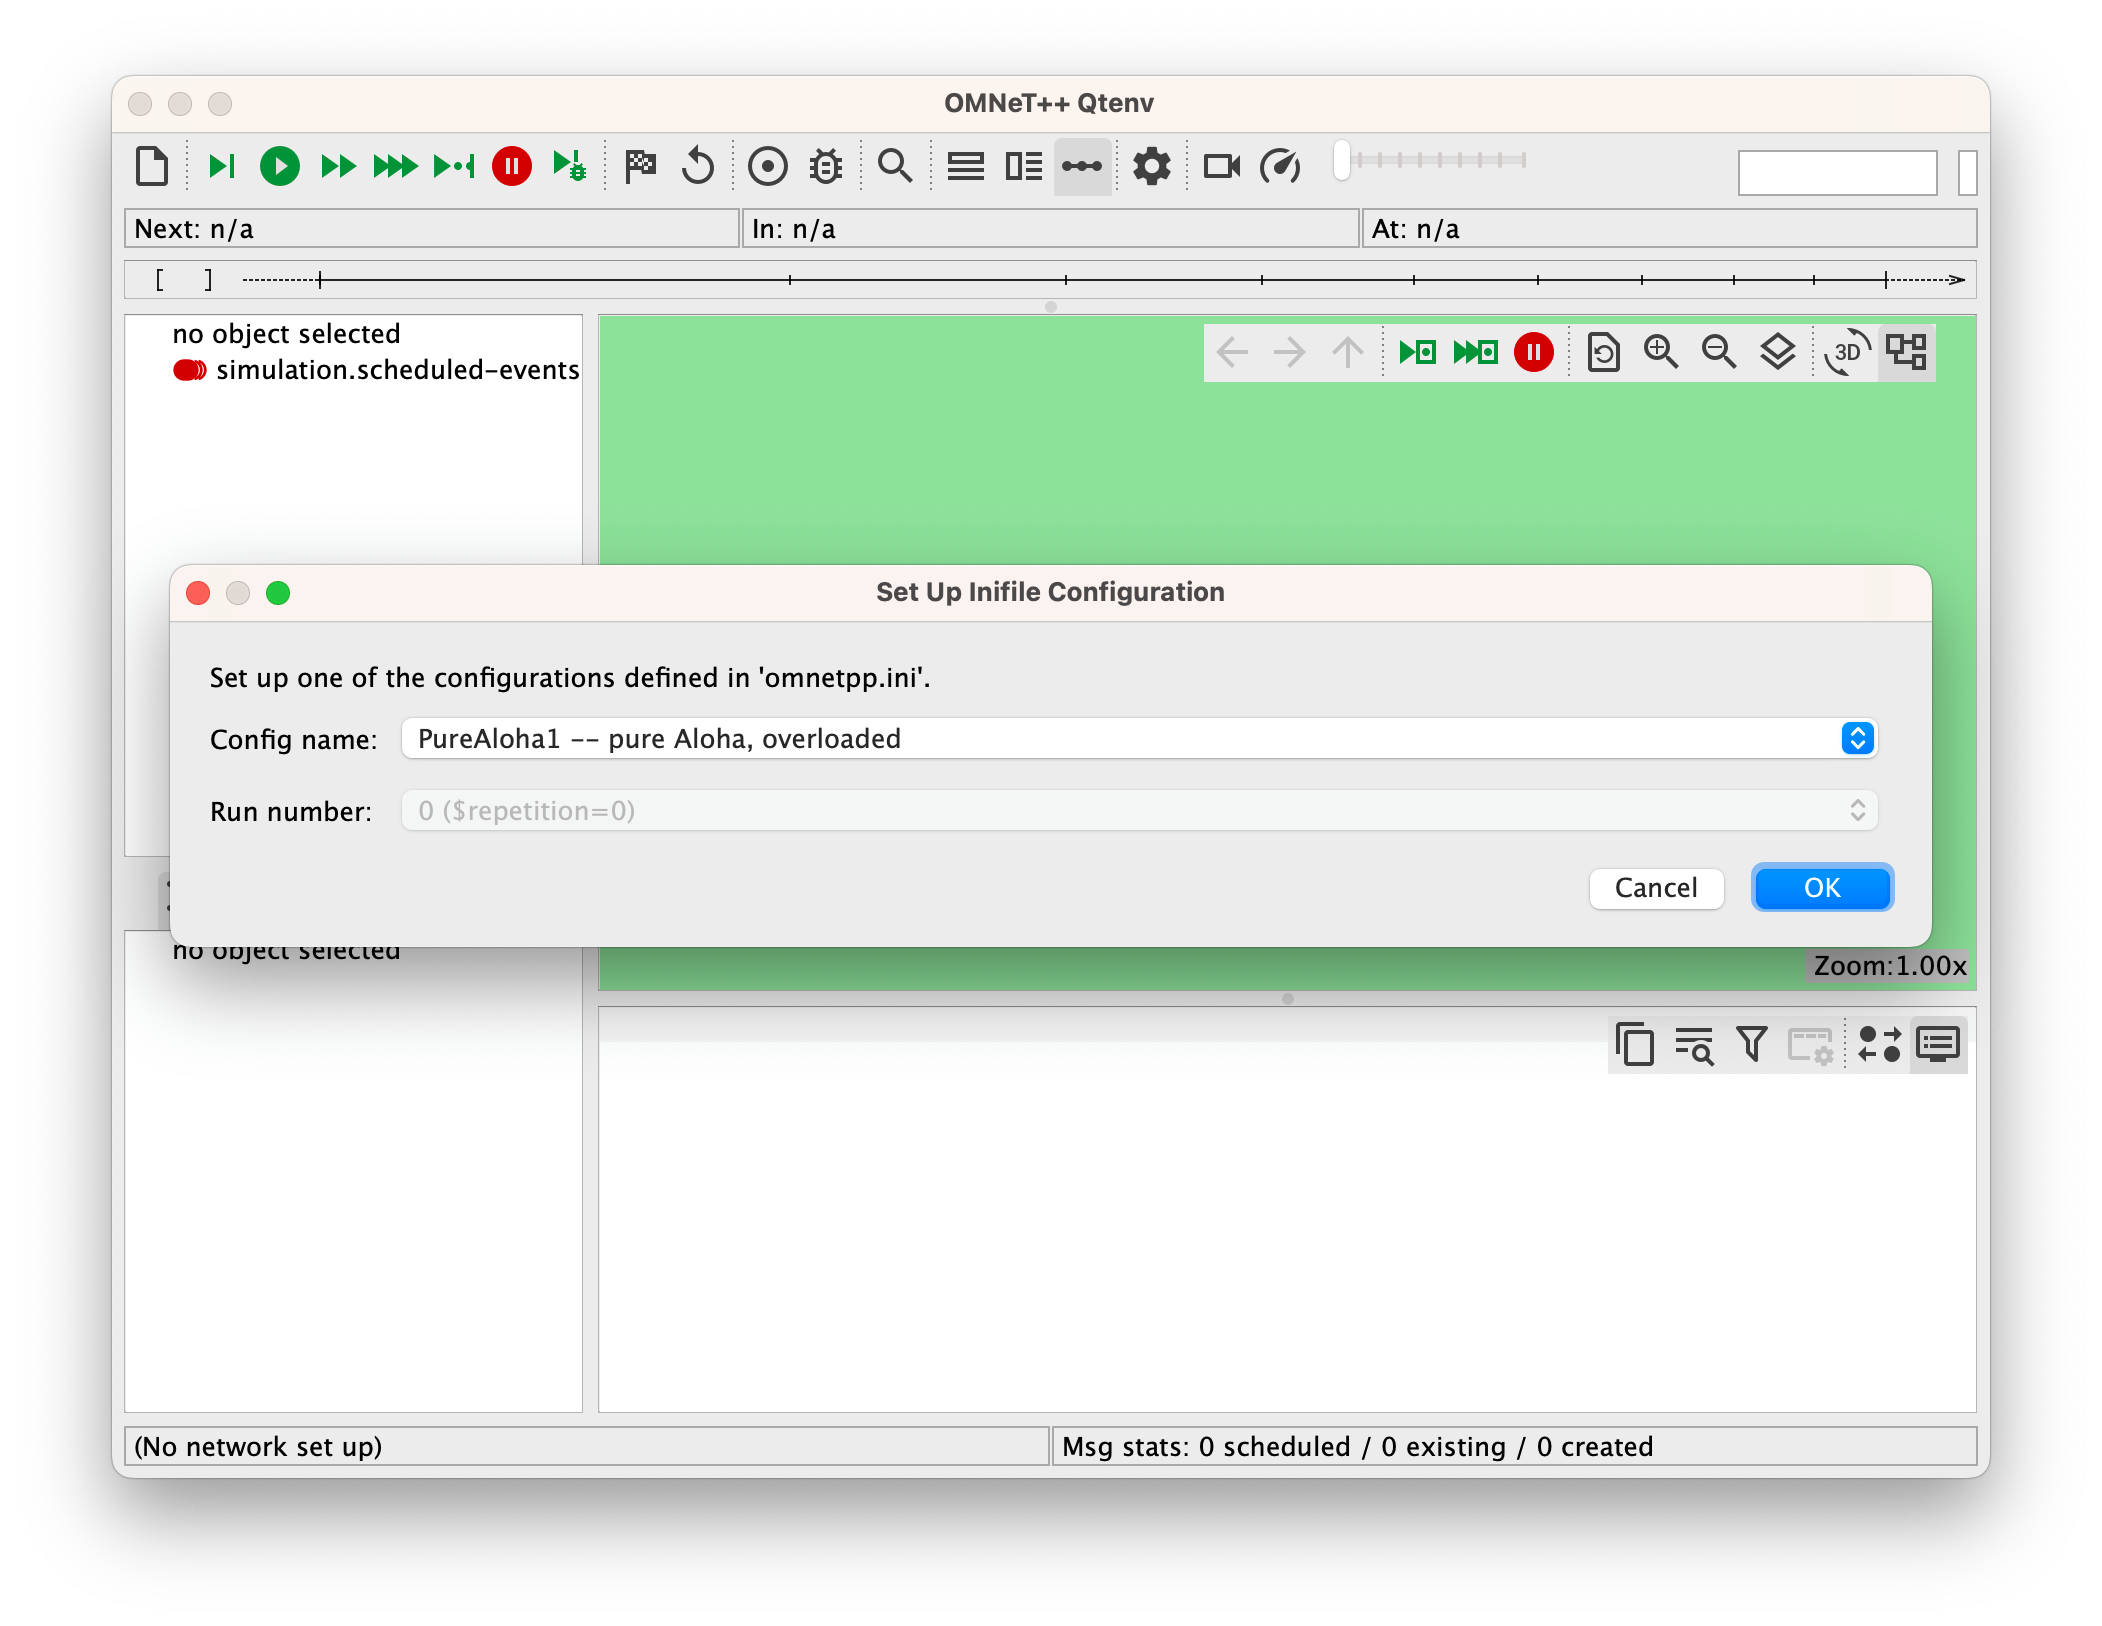 OMNeT++ Qtenv
Next: n/a
In: n/a
At: n/a
[ ]
no object selected
simulation.scheduled-events
3D
Set Up Inifile Configuration
Set up one of the configurations defined in 'omnetpp.ini'.
Config name:
PureAloha1 -- pure Aloha, overloaded
Run number:
0 ($repetition=0)
Cancel
OK
no object selected
Zoom:1.00x
(No network set up)
Msg stats: 0 scheduled / 0 existing / 0 created